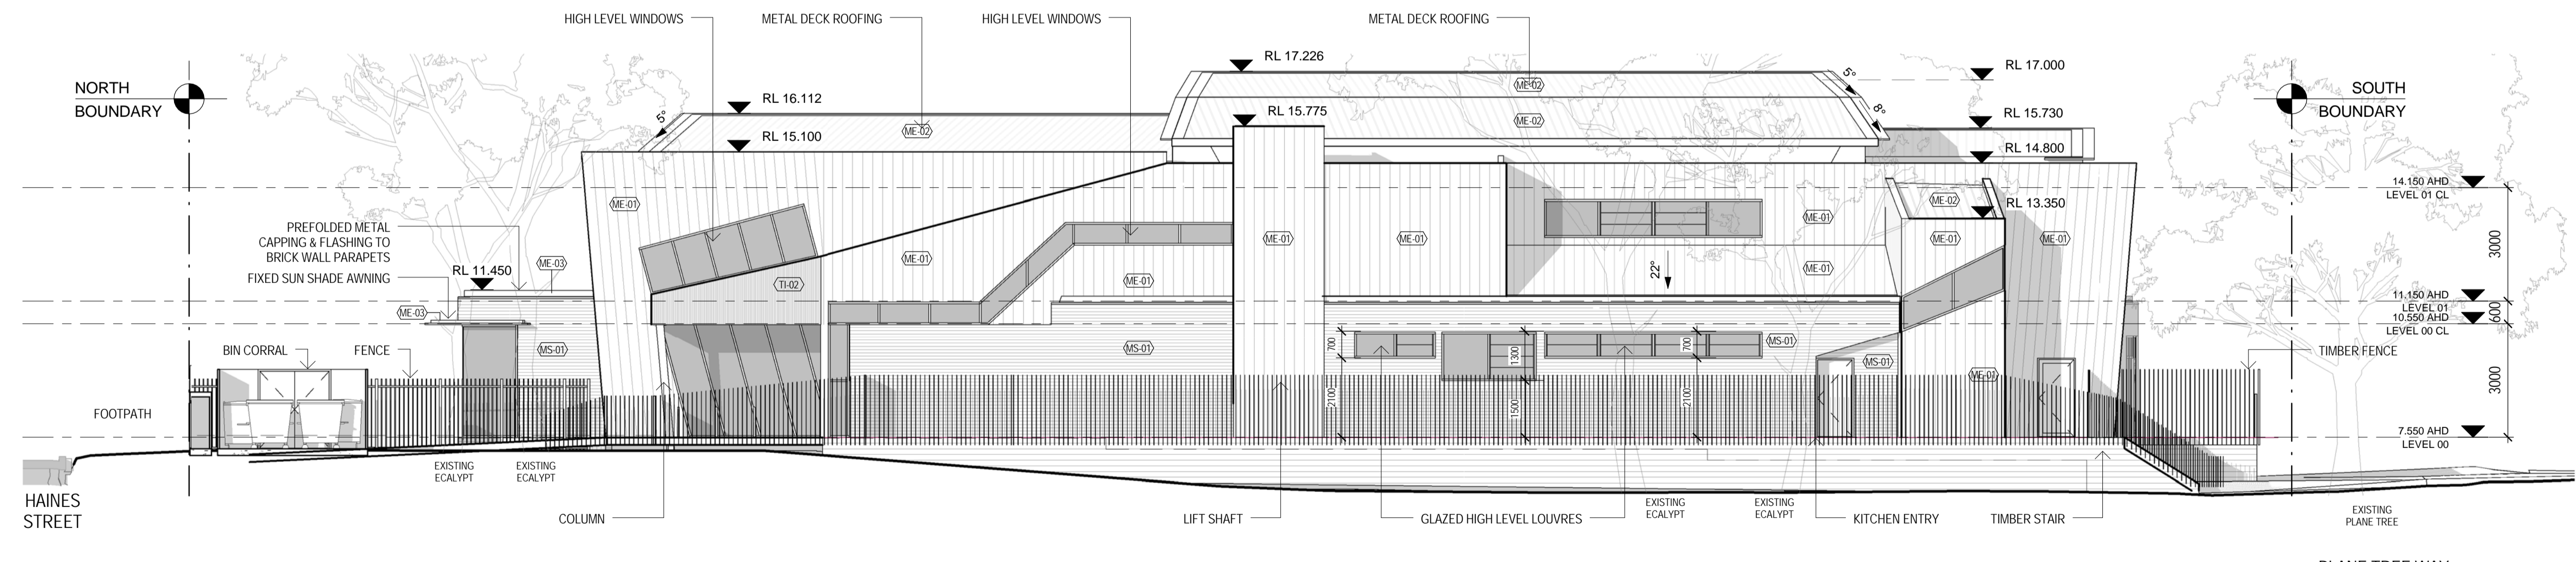 HIGH LEVEL WINDOWS
METAL DECK ROOFING
HIGH LEVEL WINDOWS
METAL DECK ROOFING
NORTH
BOUNDARY
RL 16.112
RL 15.100
5°
ME-02
RL 17.226
RL 15.775
ME-02
ME-02
5°
8°
RL 17.000
RL 15.730
RL 14.800
SOUTH
BOUNDARY
14.150 AHD
LEVEL 01 CL
ME-01
PREFOLDED METAL
CAPPING & FLASHING TO
BRICK WALL PARAPETS
FIXED SUN SHADE AWNING
RL 11.450
ME-03
ME-03
TI-02
ME-01
ME-01
ME-01
ME-01
ME-01
ME-01
22°
ME-02
RL 13.350
ME-01
ME-01
3000
11.150 AHD
LEVEL 01
600
10.550 AHD
LEVEL 00 CL
BIN CORRAL
FENCE
MS-01
MS-01
700
2100
1300
1500
700
2100
MS-01
MS-01
ME-01
TIMBER FENCE
3000
7.550 AHD
LEVEL 00
FOOTPATH
EXISTING
ECALYPT
EXISTING
ECALYPT
HAINES
STREET
COLUMN
LIFT SHAFT
GLAZED HIGH LEVEL LOUVRES
EXISTING
ECALYPT
EXISTING
ECALYPT
KITCHEN ENTRY
TIMBER STAIR
EXISTING
PLANE TREE
PLANE TREE WAY